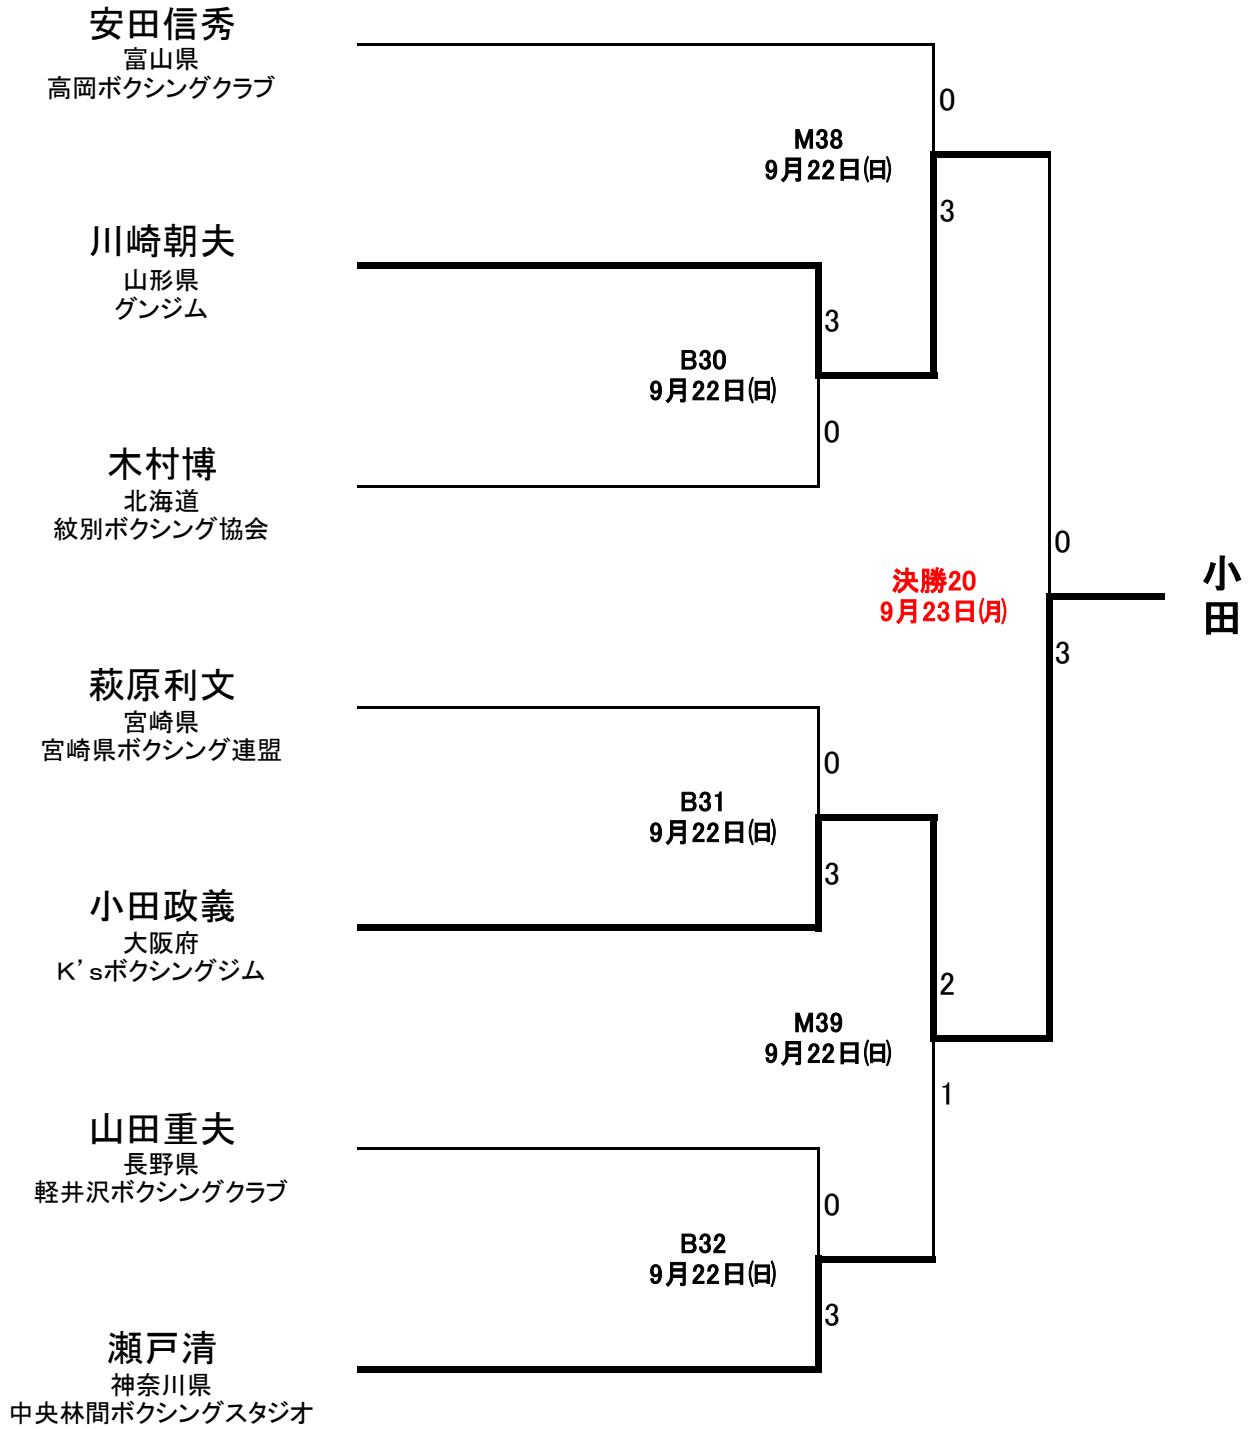 安田信秀
富山県
高岡ボクシングクラブ
0
M38
9月22日(日)
3
川崎朝夫
山形県
グンジム
3
B30
9月22日(日)
0
木村博
北海道
紋別ボクシング協会
0
決勝20
9月23日(月)
小
田
3
萩原利文
宮崎県
宮崎県ボクシング連盟
0
B31
9月22日(日)
3
小田政義
大阪府
K'sボクシングジム
2
M39
9月22日(日)
1
山田重夫
長野県
軽井沢ボクシングクラブ
0
B32
9月22日(日)
3
瀬戸清
神奈川県
中央林間ボクシングスタジオ